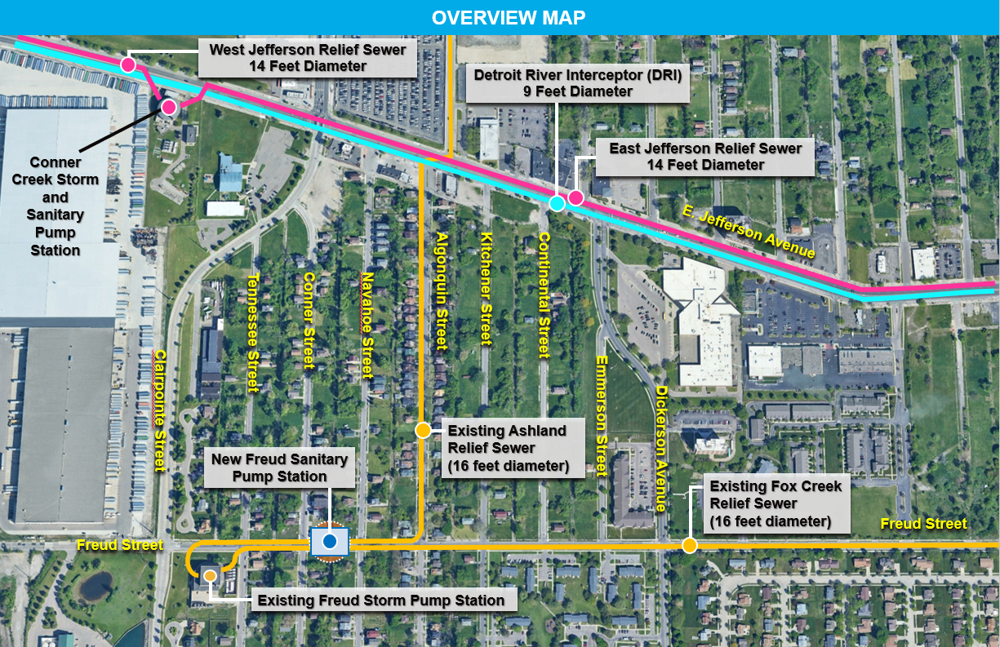 OVERVIEW MAP
West Jefferson Relief Sewer
14 Feet Diameter
Detroit River Interceptor (DRI)
9 Feet Diameter
East Jefferson Relief Sewer
14 Feet Diameter
Conner
Creek Storm
and
Sanitary
Pump
Station
E. Jefferson Avenue
Clairpointe Street
Tennessee Street
Conner Street
Navahoe Street
Algonquin Street
Kitchener Street
Continental Street
Emmerson Street
Dickerson Avenue
Existing Ashland
Relief Sewer
(16 feet diameter)
New Freud Sanitary
Pump Station
Existing Fox Creek
Relief Sewer
(16 feet diameter)
Freud Street
Freud Street
Existing Freud Storm Pump Station